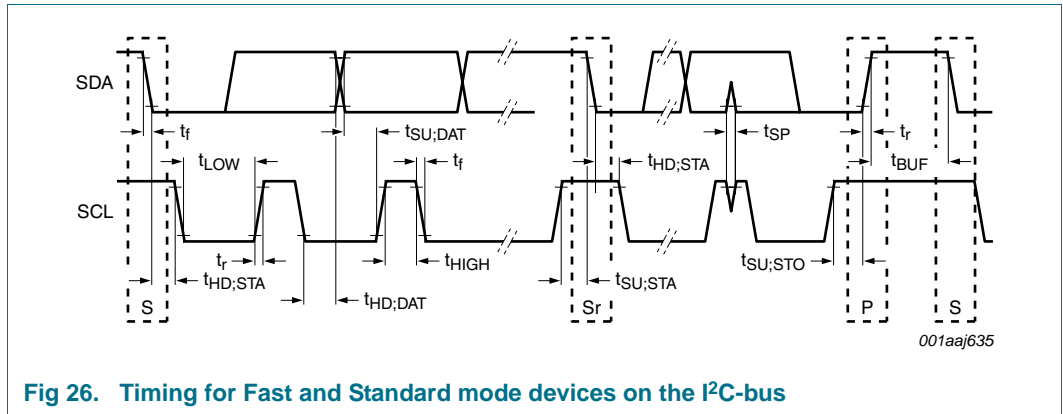 SDA
t_f
t_SU;DAT
t_SP
t_r
t_LOW
t_f
t_HD;STA
t_BUF
SCL
t_r
t_HIGH
t_SU;STO
t_HD;STA
t_SU;STA
t_HD;DAT
S
Sr
P
S
001aaj635
Fig 26. Timing for Fast and Standard mode devices on the I²C-bus